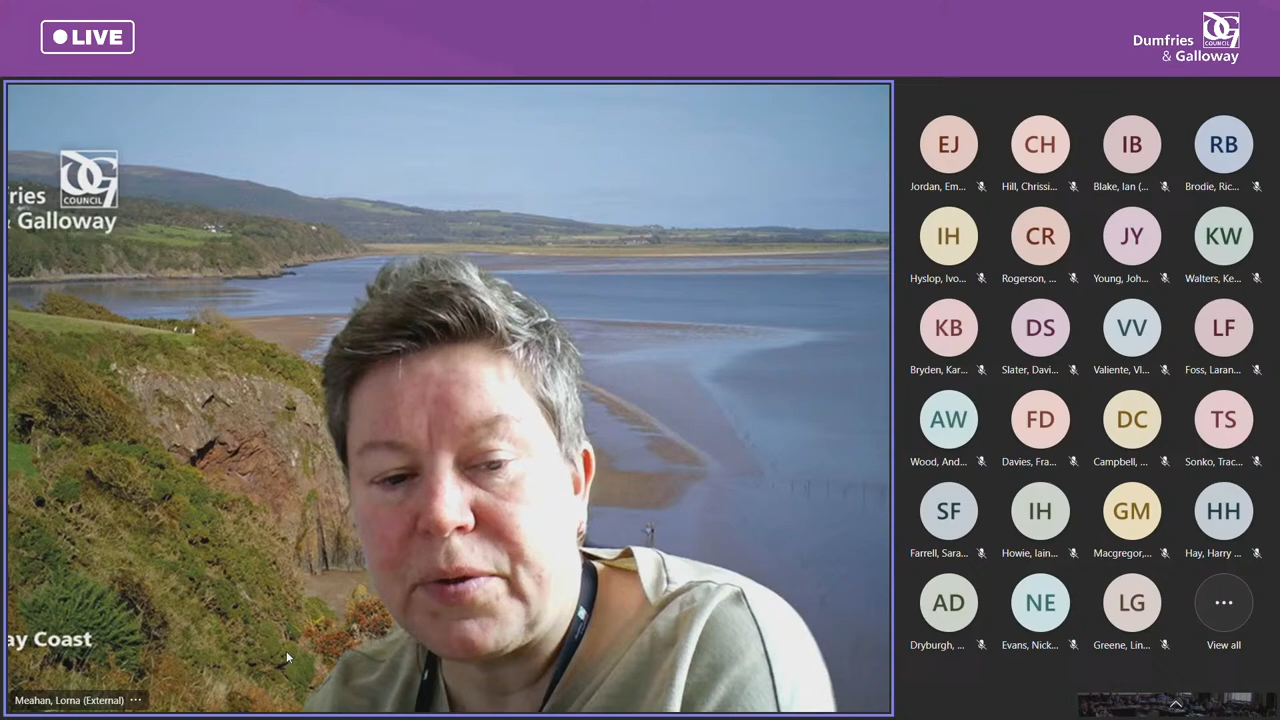 LIVE
Dumfries
& Galloway
COUNCIL
ries
& Galloway
COUNCIL
ay Coast
Meahan, Lorna (External) ...
EJ CH IB RB
Jordan, Em... Hill, Chrissi... Blake, Ian (... Brodie, Ric...
IH CR JY KW
Hyslop, Ivo... Rogerson, ... Young, Joh... Walters, Ke...
KB DS VV LF
Bryden, Kar... Slater, Davi... Valiente, Vl... Foss, Laran...
AW FD DC TS
Wood, And... Davies, Fra... Campbell, ... Sonko, Trac...
SF IH GM HH
Farrell, Sara... Howie, Iain... Macgregor,... Hay, Harry ...
AD NE LG ...
Dryburgh, ... Evans, Nick... Greene, Lin... View all